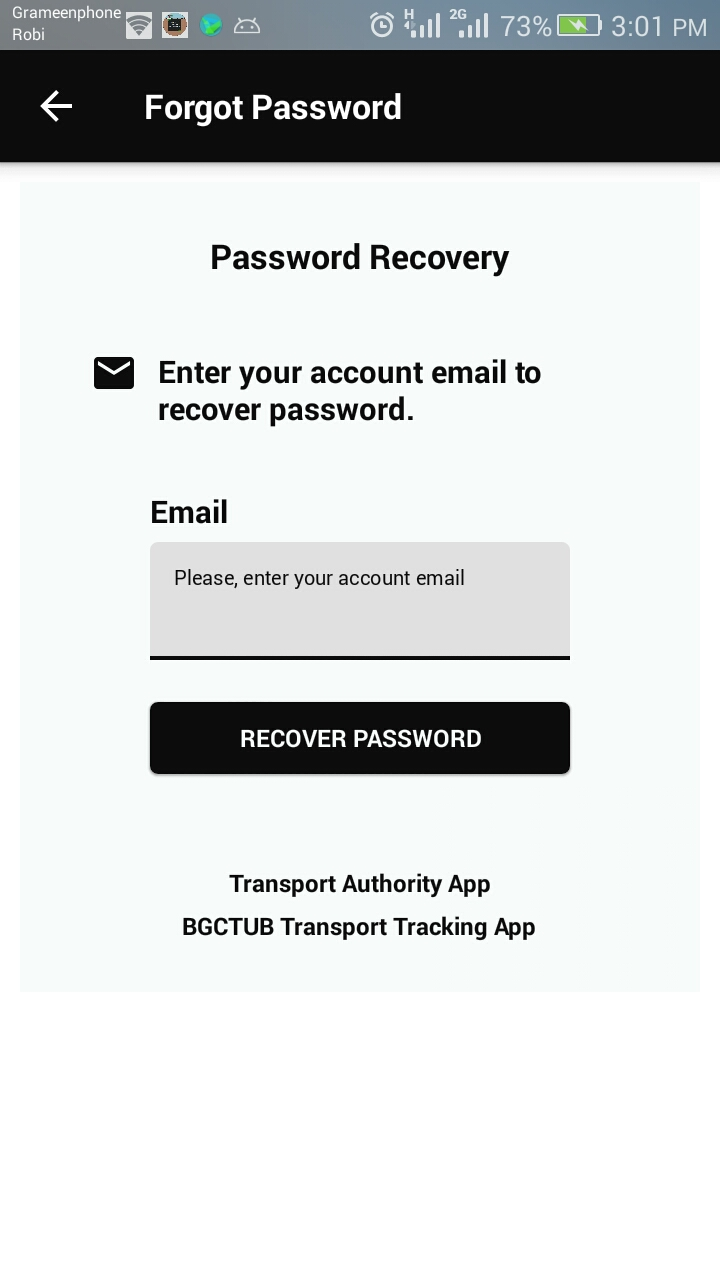 Grameenphone
Robi
H
2G
73%
3:01 PM
Forgot Password
Password Recovery
Enter your account email to
recover password.
Email
Please, enter your account email
RECOVER PASSWORD
Transport Authority App
BGCTUB Transport Tracking App